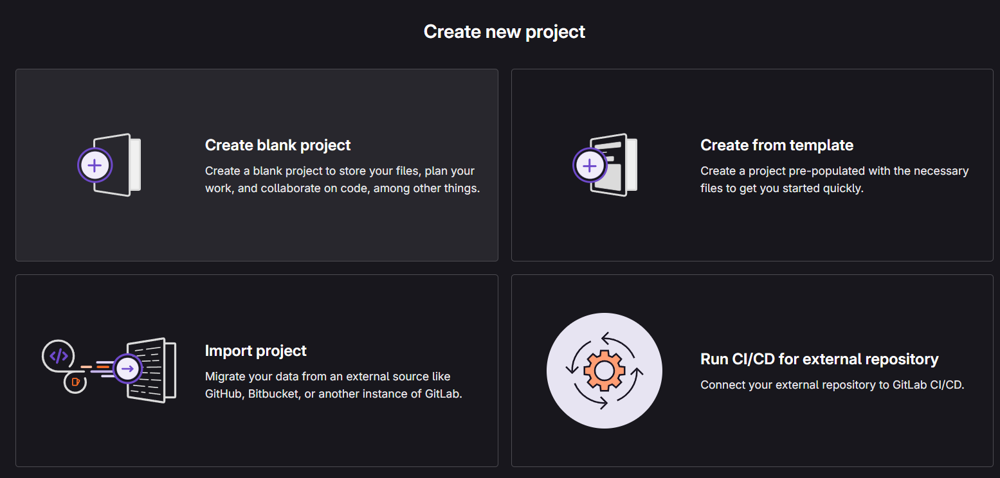 Create new project
Create blank project
Create a blank project to store your files, plan your
work, and collaborate on code, among other things.
Create from template
Create a project pre-populated with the necessary
files to get you started quickly.
Import project
Migrate your data from an external source like
GitHub, Bitbucket, or another instance of GitLab.
Run CI/CD for external repository
Connect your external repository to GitLab CI/CD.